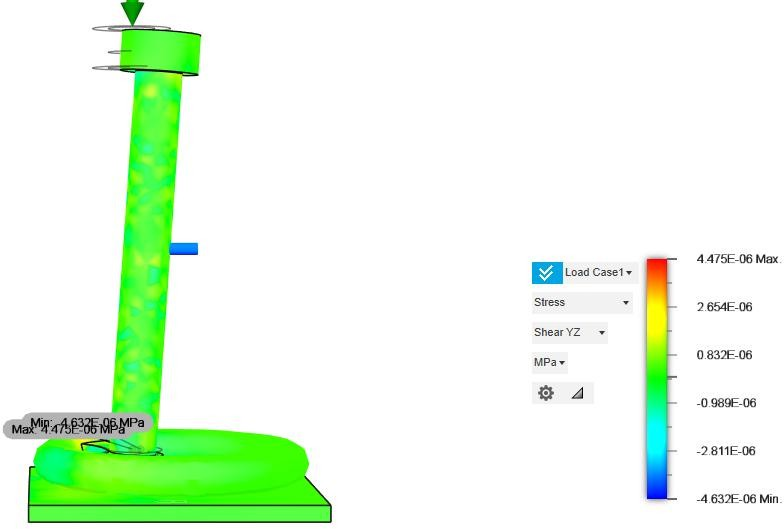 Min: -4.632E-06 MPa
Max: 4.475E-06 MPa
Load Case1
Stress
Shear YZ
MPa
4.475E-06 Max.
2.654E-06
0.832E-06
-0.989E-06
-2.811E-06
-4.632E-06 Min.